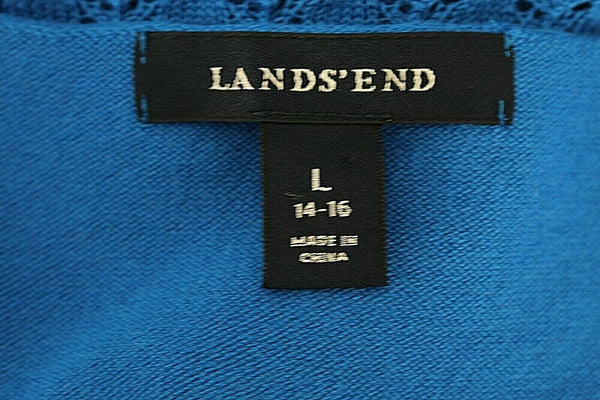 LANDS'END
L
14-16
MADE IN
CHINA